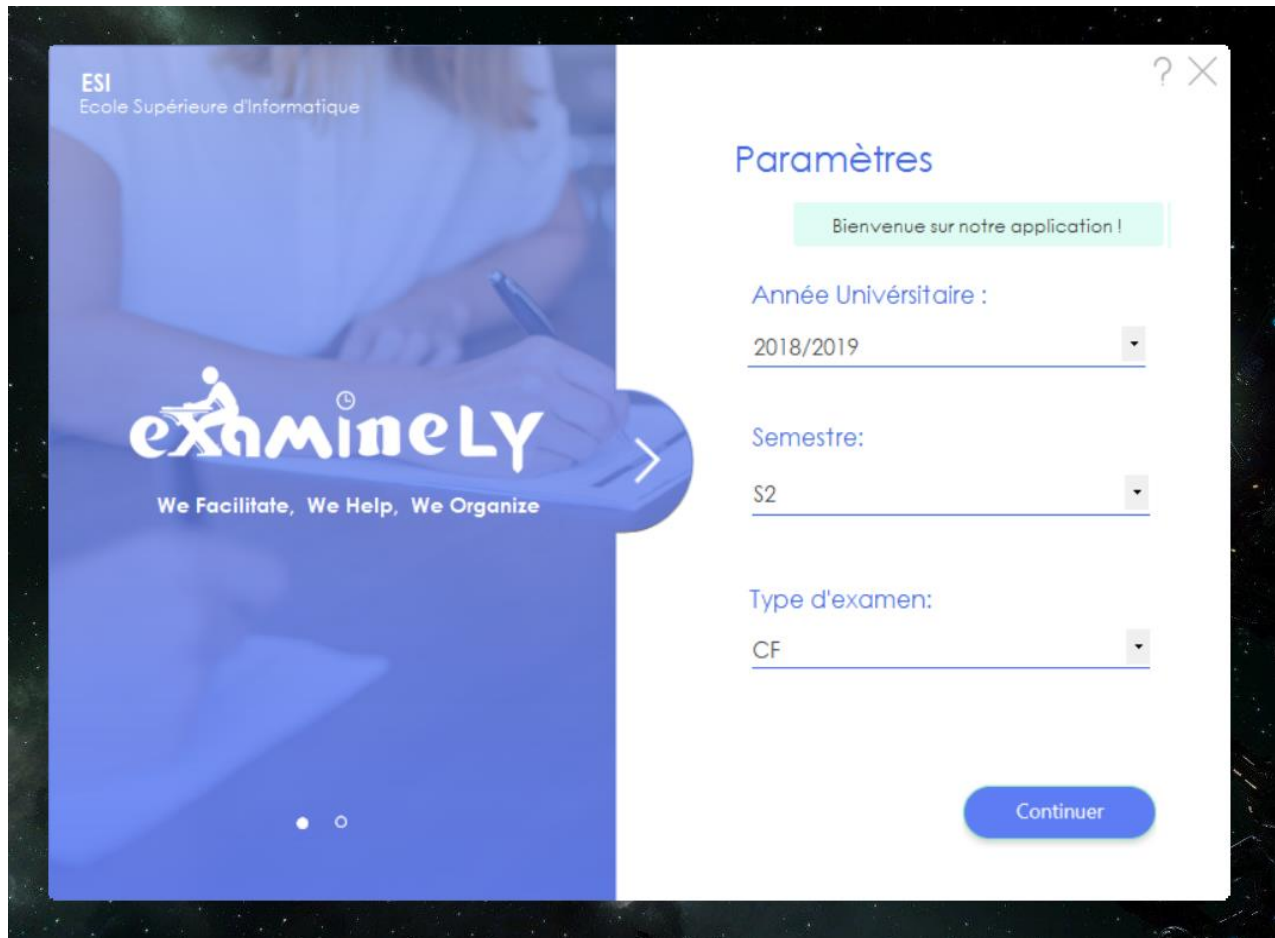 ESI
Ecole Supérieure d'Informatique
examinely
We Facilitate, We Help, We Organize
?
Paramètres
Bienvenue sur notre application !
Année Univérsitaire :
2018/2019
Semestre:
S2
Type d'examen:
CF
Continuer